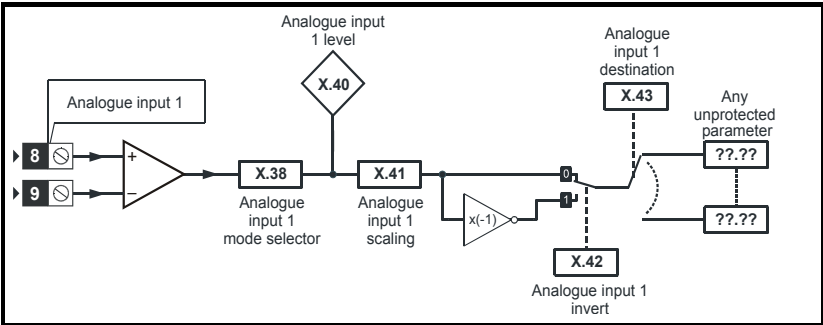 Analogue input
1 level
X.40
Analogue input 1
8
+
9
–
X.38
Analogue
input 1
mode selector
X.41
Analogue
input 1
scaling
x(-1)
0
1
X.42
Analogue input 1
invert
Analogue
input 1
destination
X.43
Any
unprotected
parameter
??.??
??.??